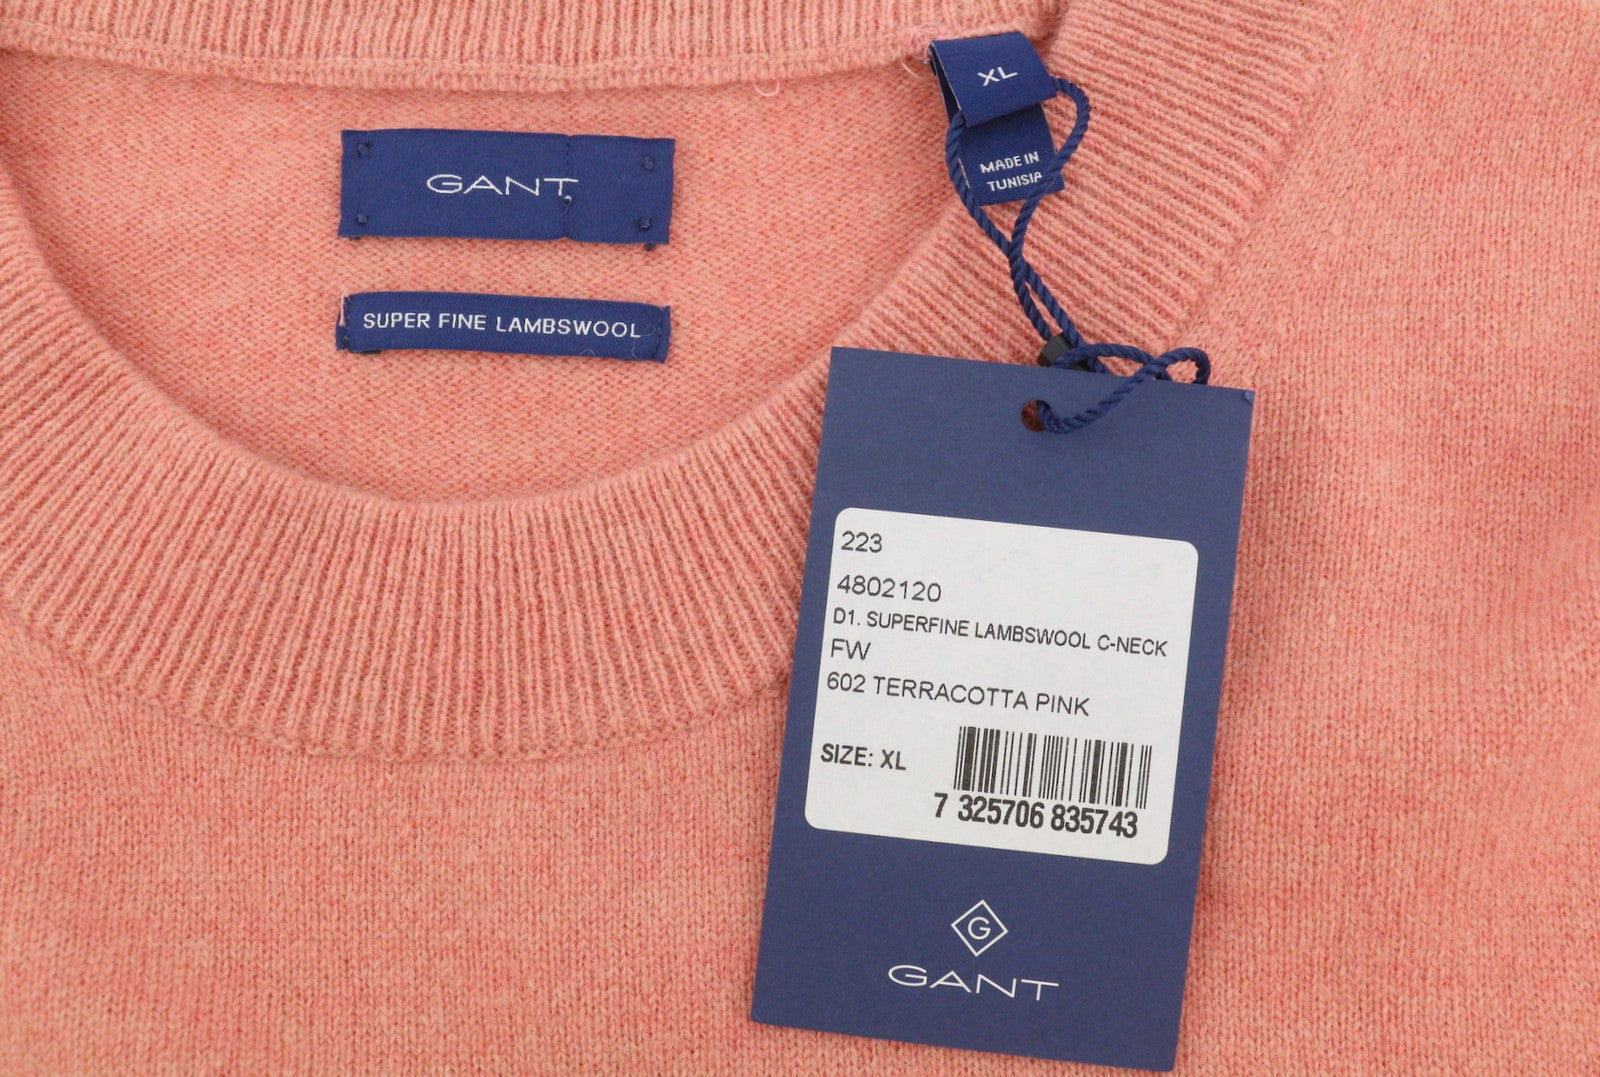 XL
MADE IN
TUNISIA
GANT
SUPER FINE LAMBSWOOL
223
4802120
D1. SUPERFINE LAMBSWOOL C-NECK
FW
602 TERRACOTTA PINK
SIZE: XL
7 325706 835743
G
GANT